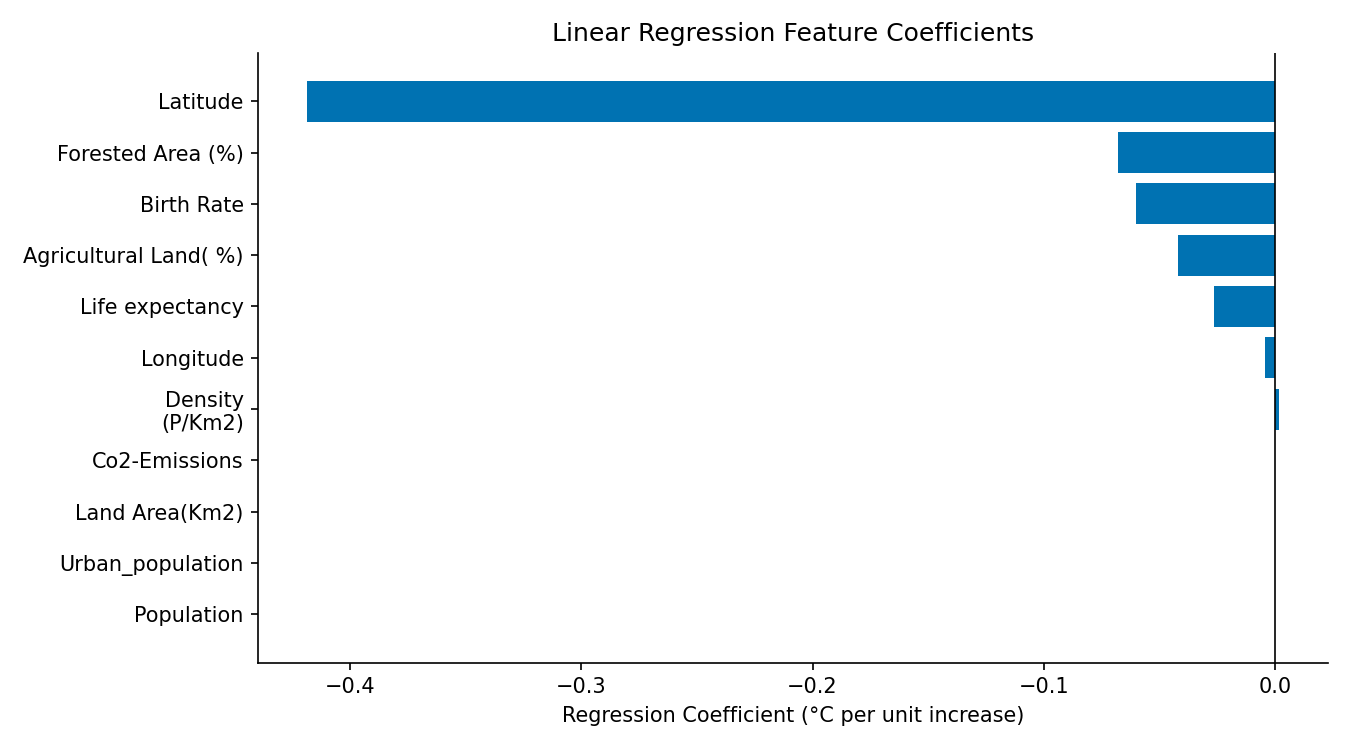 Linear Regression Feature Coefficients
Latitude
Forested Area (%)
Birth Rate
Agricultural Land( %)
Life expectancy
Longitude
Density
(P/Km2)
Co2-Emissions
Land Area(Km2)
Urban_population
Population
−0.4
−0.3
−0.2
−0.1
0.0
Regression Coefficient (°C per unit increase)